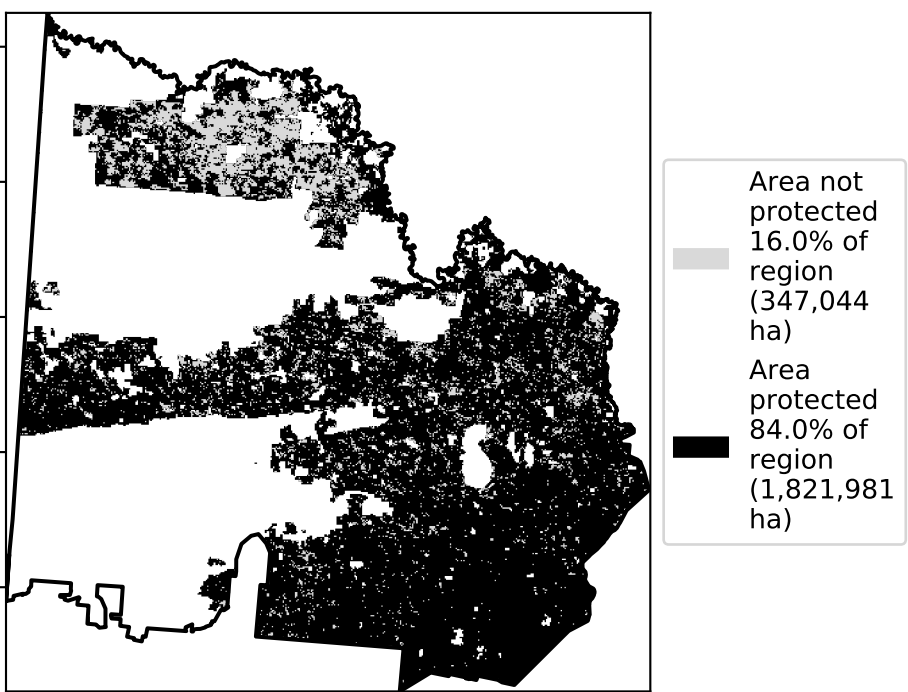 Area not
protected
16.0% of
region
(347,044
ha)
Area
protected
84.0% of
region
(1,821,981
ha)